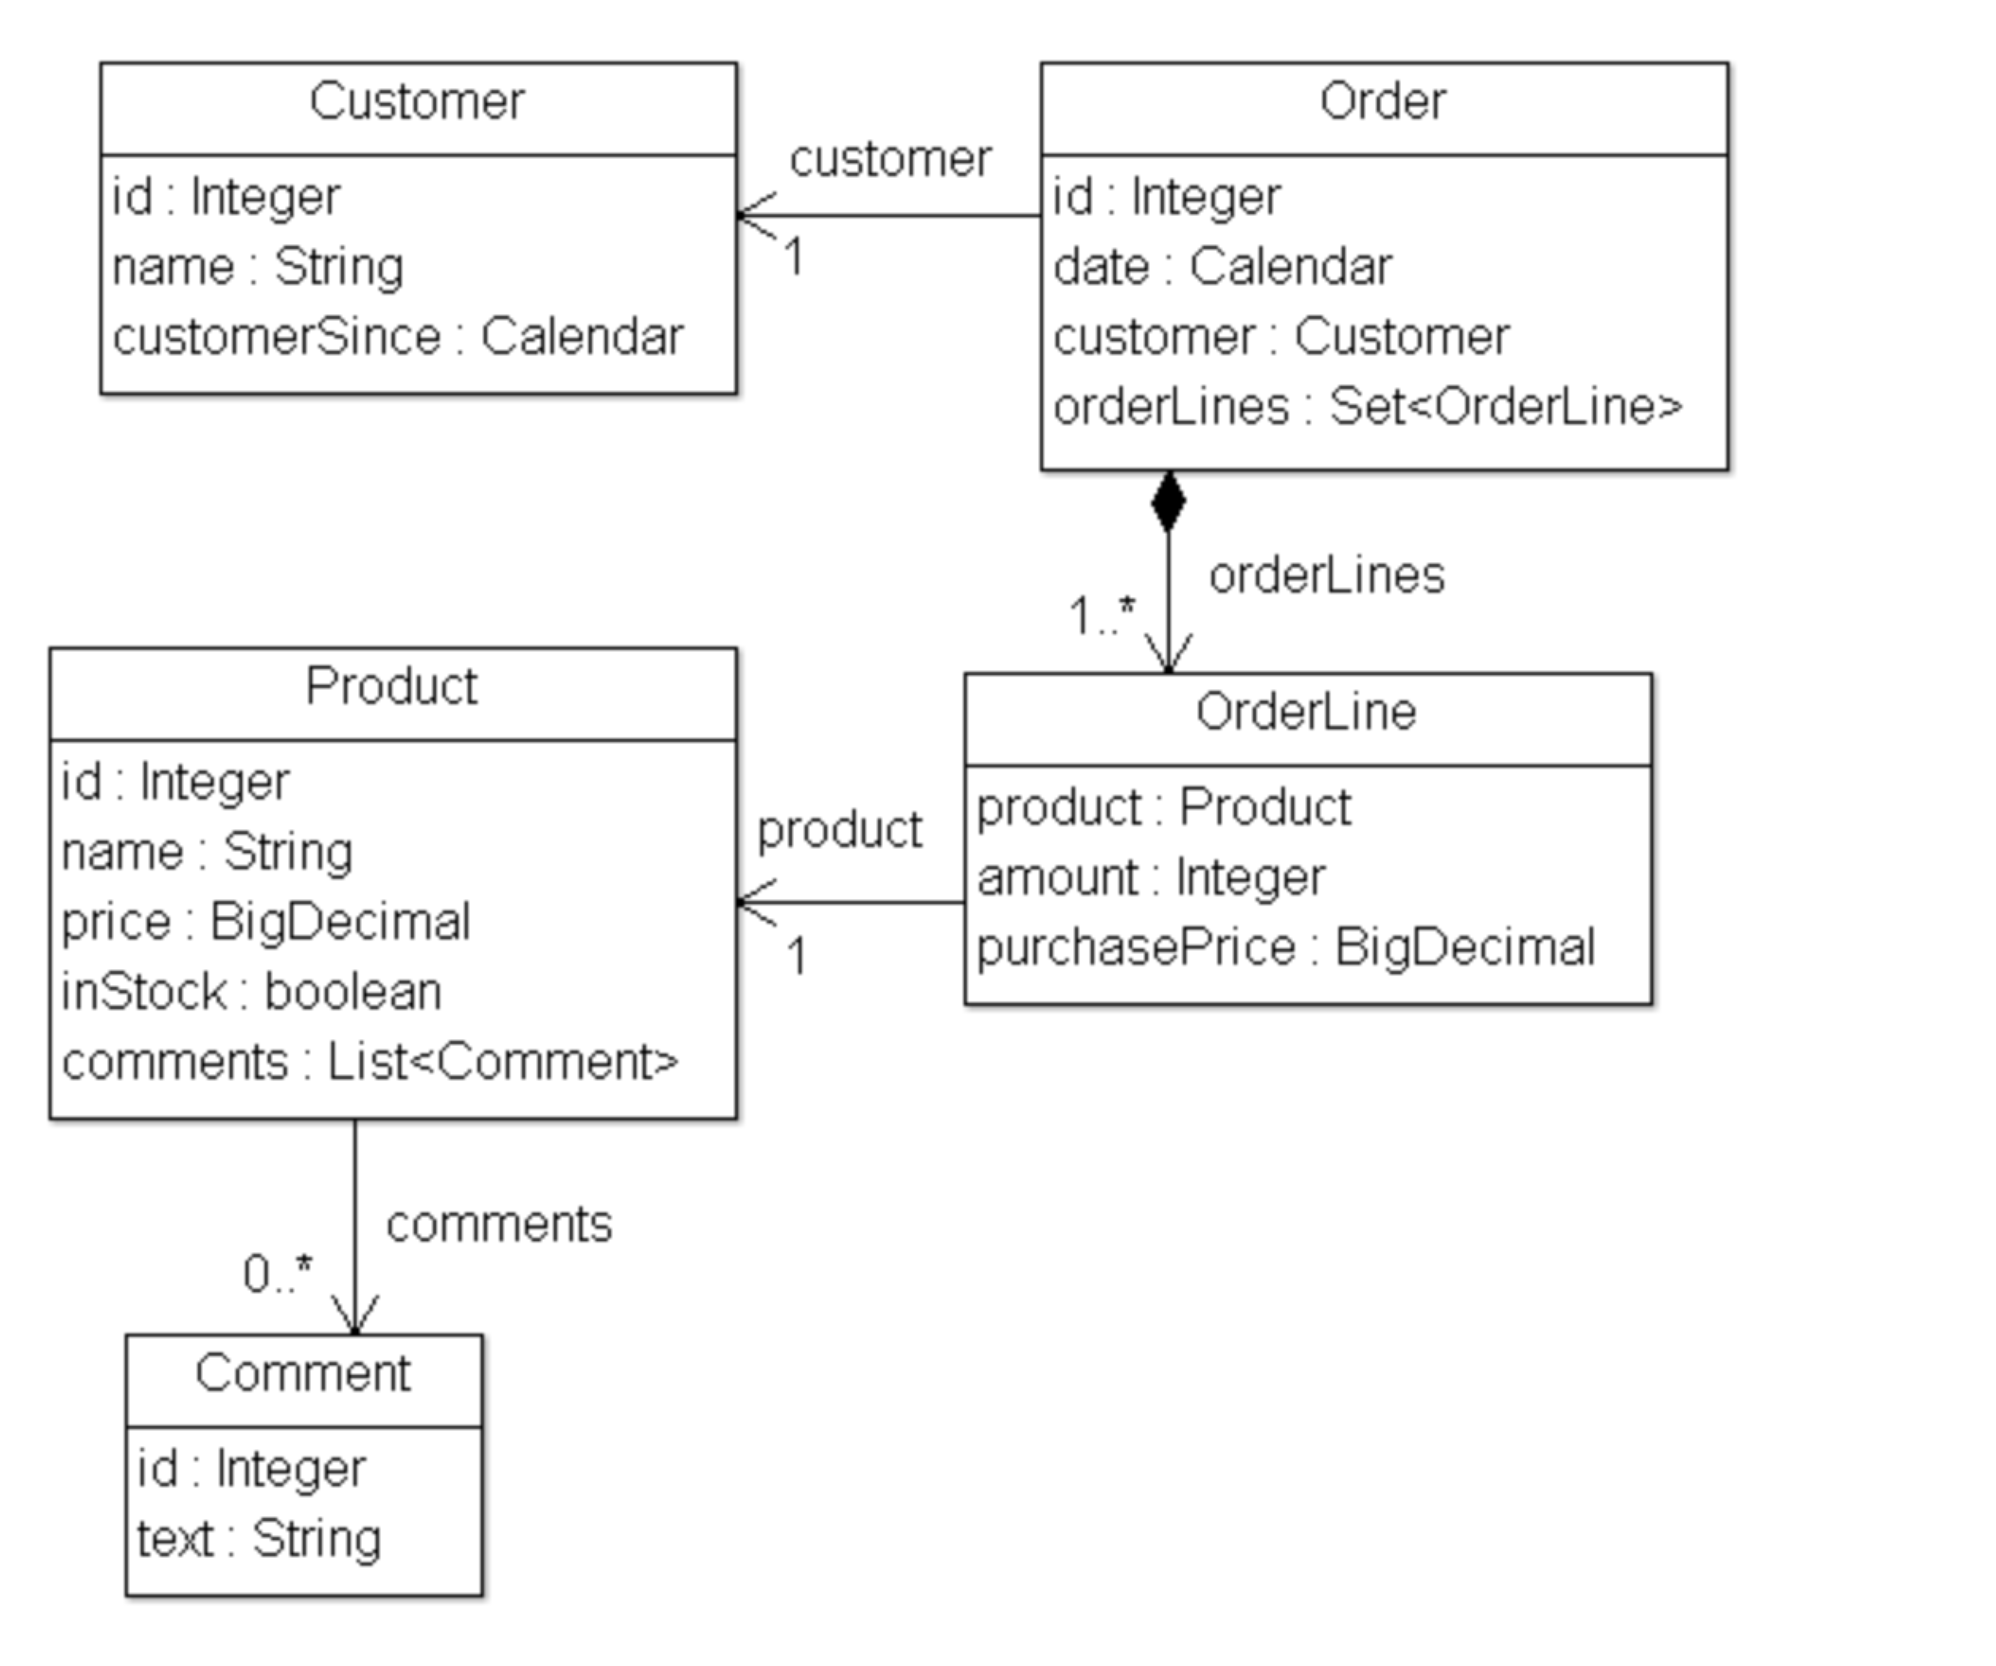 Customer
id : Integer
name : String
customerSince : Calendar
customer
1
Order
id : Integer
date : Calendar
customer : Customer
orderLines : Set<OrderLine>
orderLines
1..*
OrderLine
product : Product
amount : Integer
purchasePrice : BigDecimal
product
1
Product
id : Integer
name : String
price : BigDecimal
inStock : boolean
comments : List<Comment>
comments
0..*
Comment
id : Integer
text : String